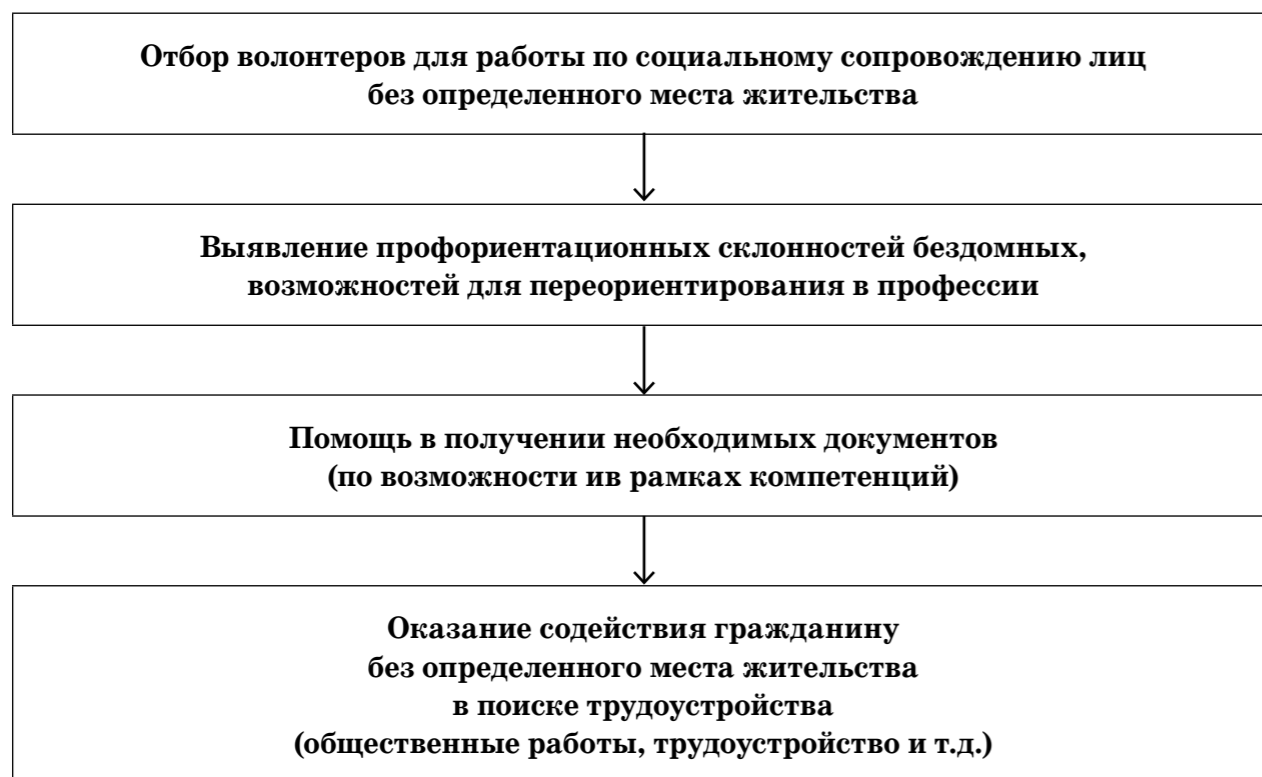 Отбор волонтеров для работы по социальному сопровождению лиц
без определенного места жительства
Выявление профориентационных склонностей бездомных,
возможностей для переориентирования в профессии
Помощь в получении необходимых документов
(по возможности ив рамках компетенций)
Оказание содействия гражданину
без определенного места жительства
в поиске трудоустройства
(общественные работы, трудоустройство и т.д.)